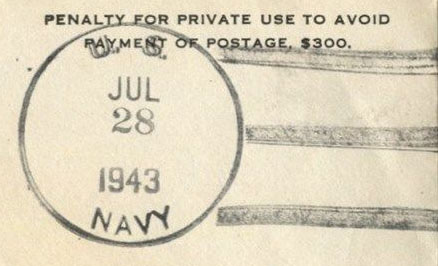 PENALTY FOR PRIVATE USE TO AVOID
PAYMENT OF POSTAGE, $300.
U. S.
JUL
28
1943
NAVY